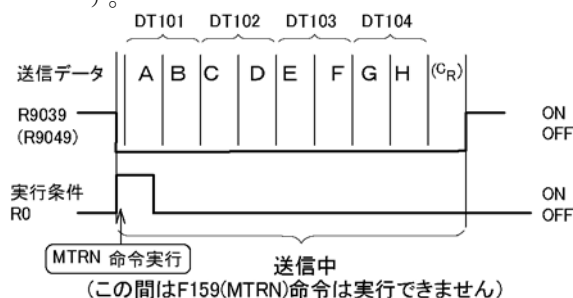 す。
DT101 DT102 DT103 DT104
送信データ A B C D E F G H (CR)
R9039 ON
(R9049) OFF
実行条件 ON
R0 OFF
MTRN 命令実行
送信中
(この間はF159(MTRN)命令は実行できません)